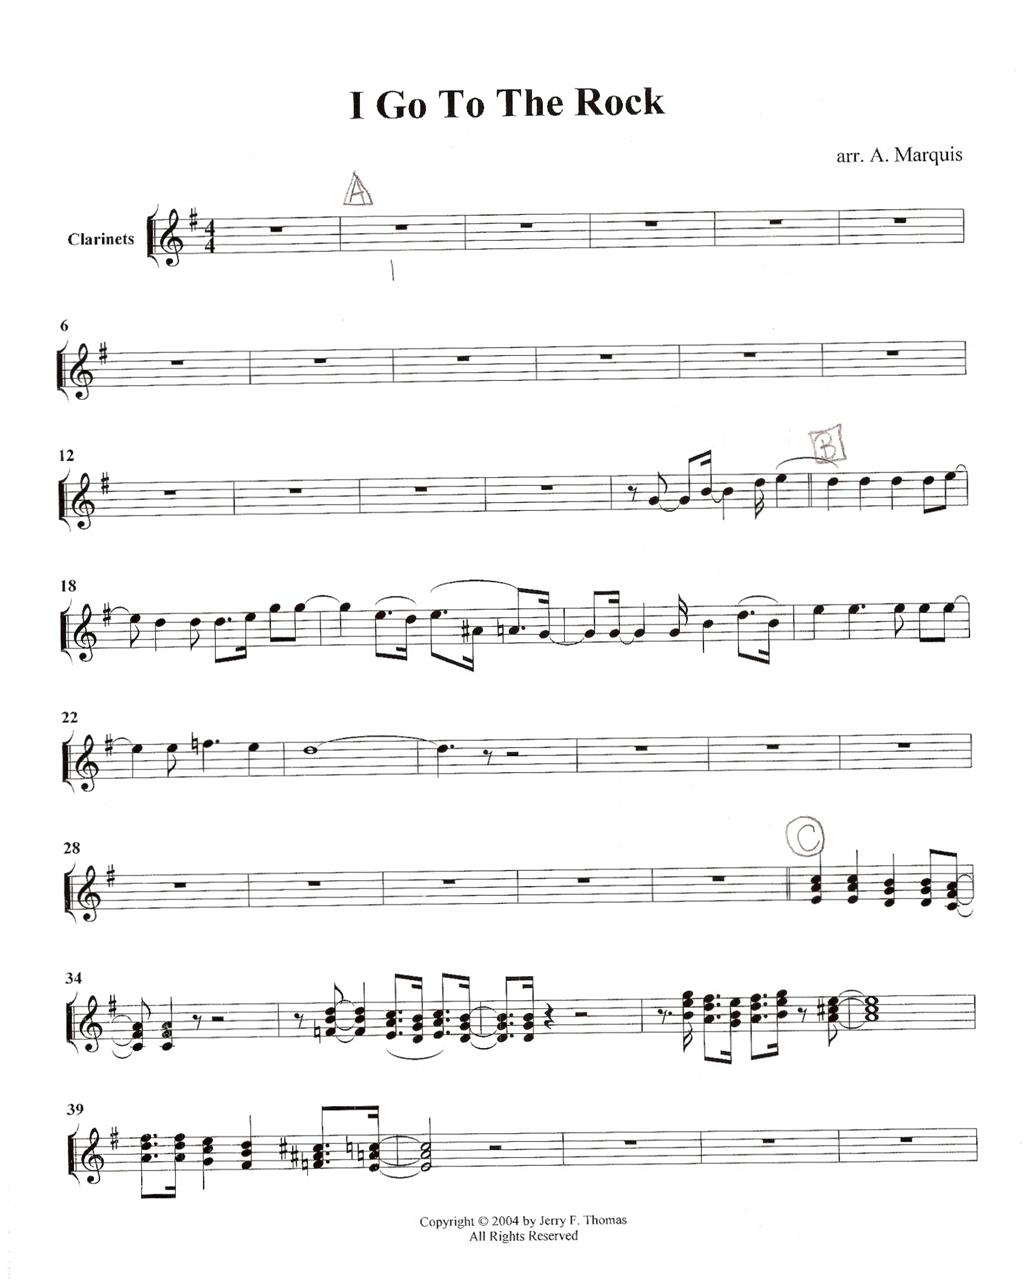 I Go To The Rock
arr. A. Marquis
A
Clarinets
4
4
6
12
B
18
22
28
C
34
39
Copyright © 2004 by Jerry F. Thomas
All Rights Reserved